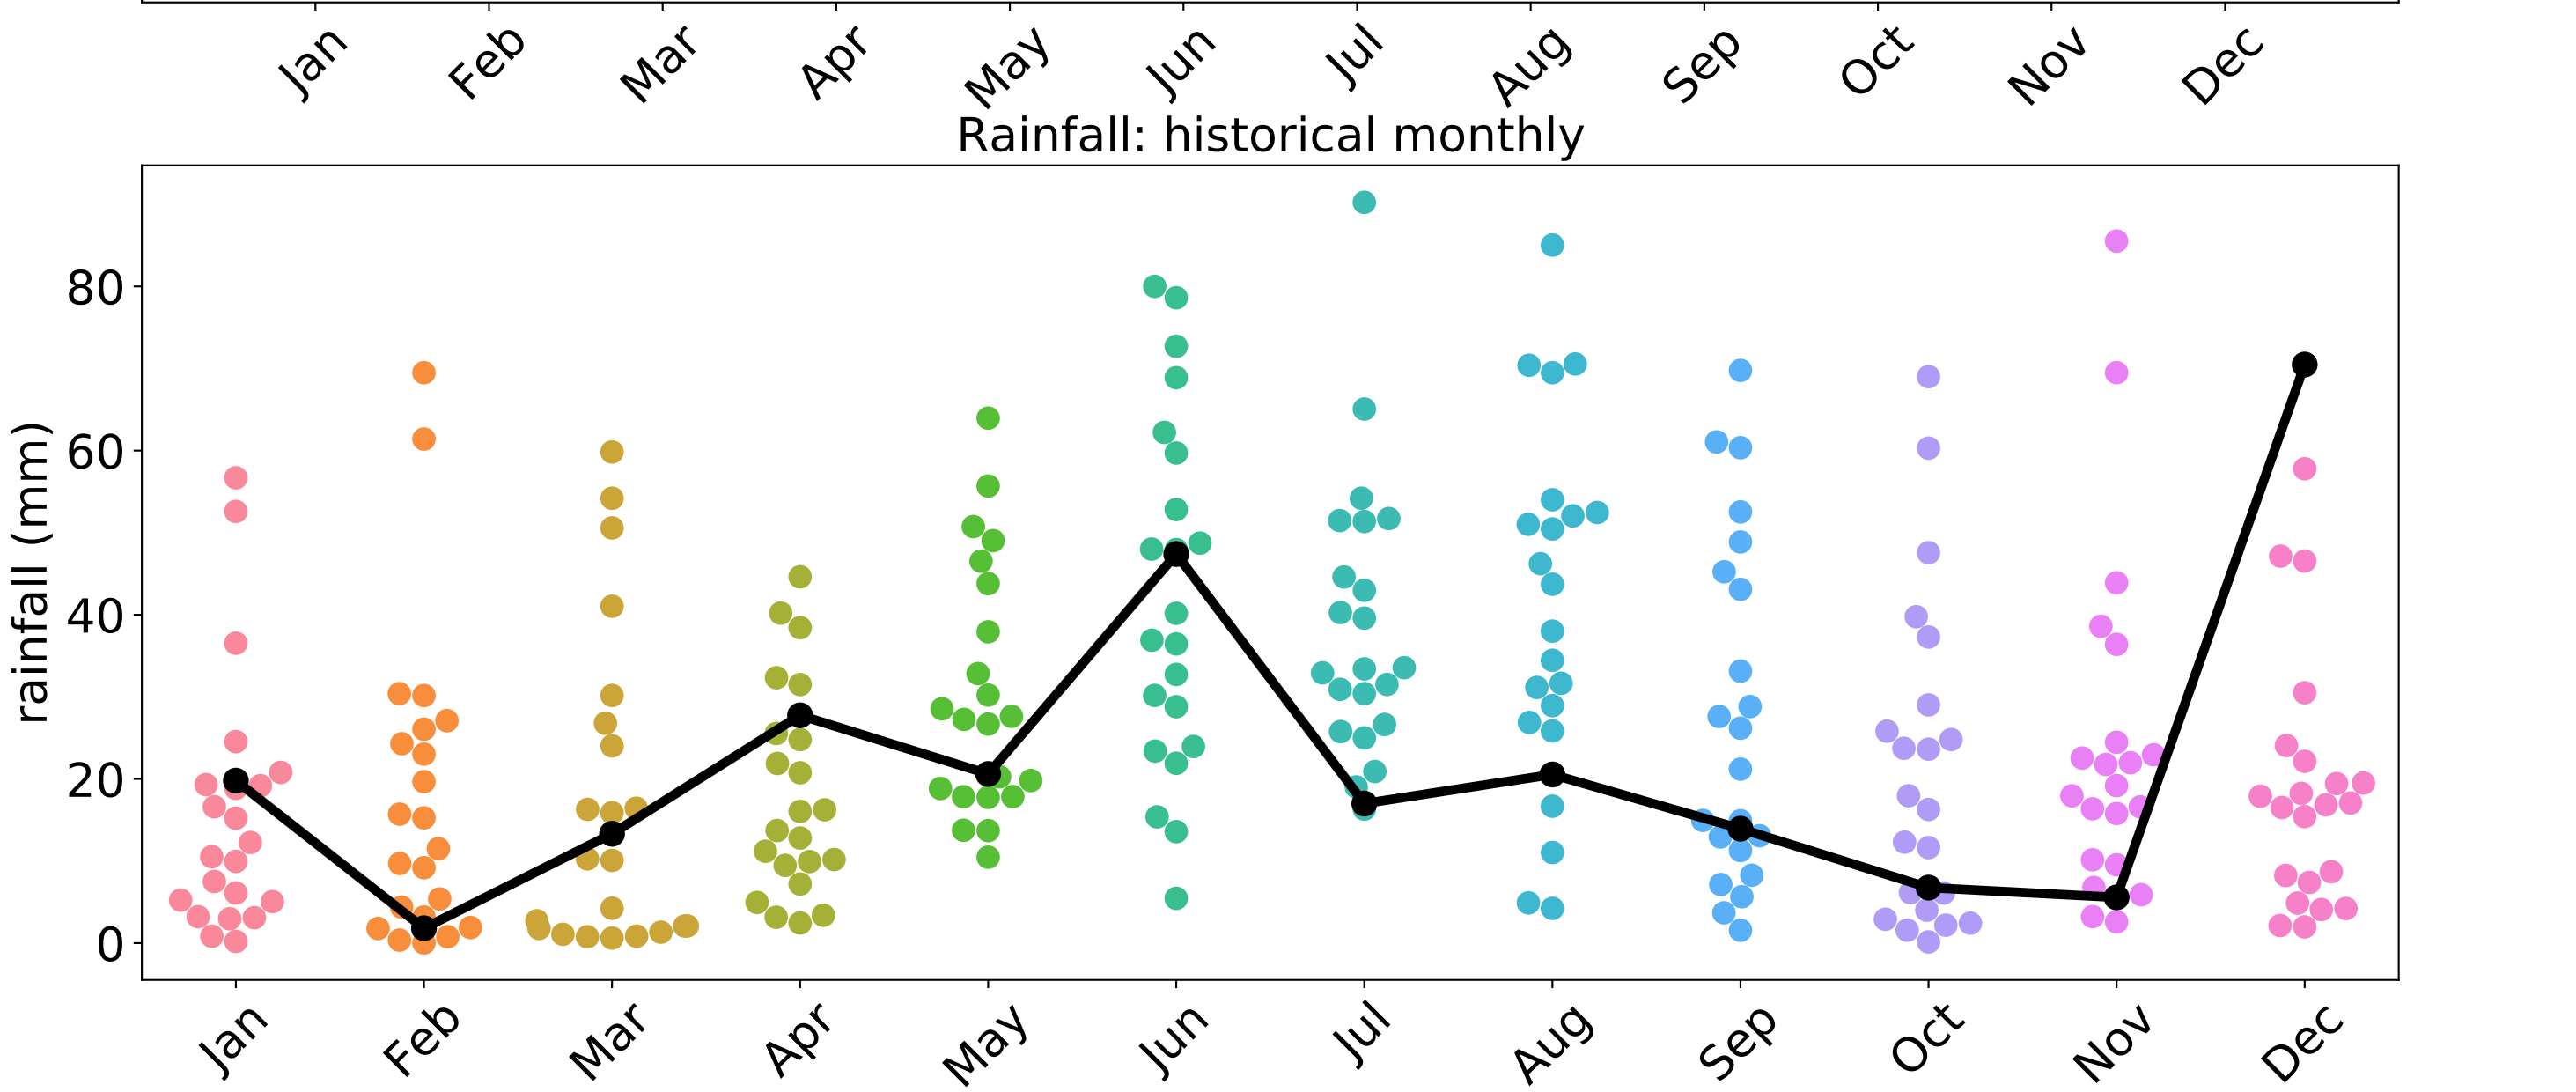 Jan Feb Mar Apr May Jun Jul Aug Sep Oct Nov Dec
Rainfall: historical monthly
80
60
40
20
0
rainfall (mm)
Jan Feb Mar Apr May Jun Jul Aug Sep Oct Nov Dec